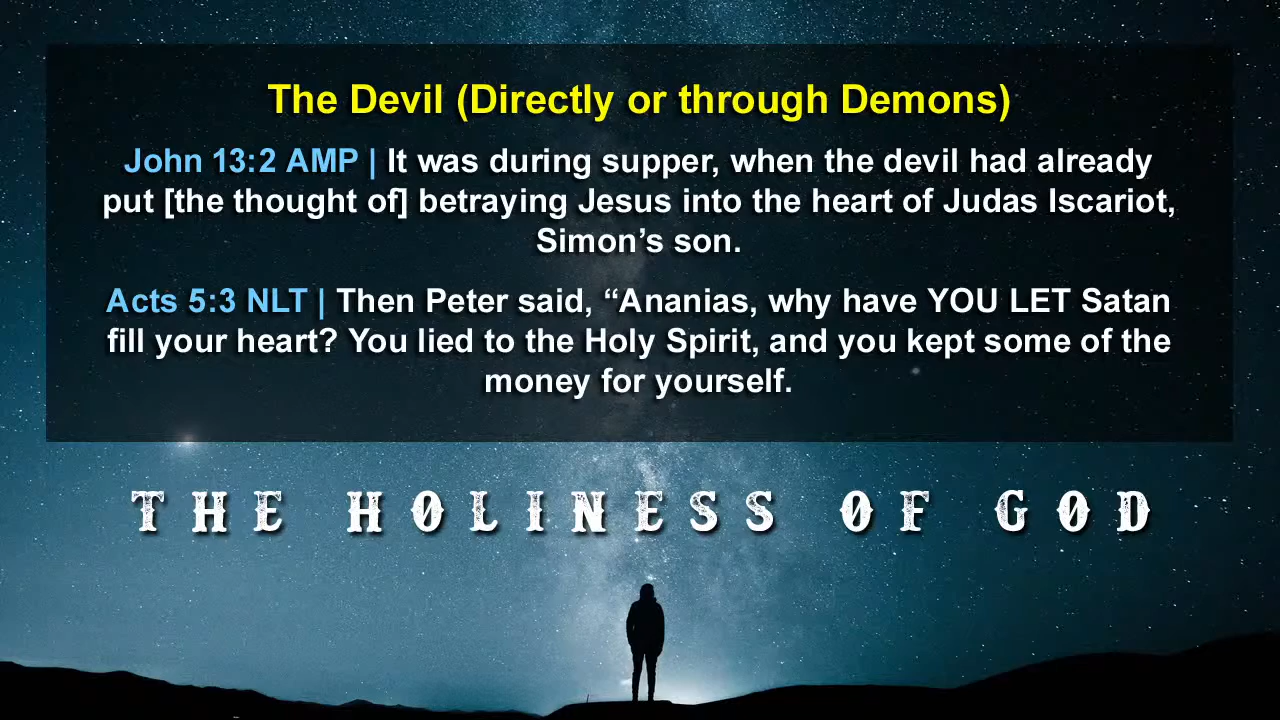 The Devil (Directly or through Demons)
John 13:2 AMP | It was during supper, when the devil had already
put [the thought of] betraying Jesus into the heart of Judas Iscariot,
Simon’s son.
Acts 5:3 NLT | Then Peter said, “Ananias, why have YOU LET Satan
fill your heart? You lied to the Holy Spirit, and you kept some of the
money for yourself.
THE HOLINESS OF GOD